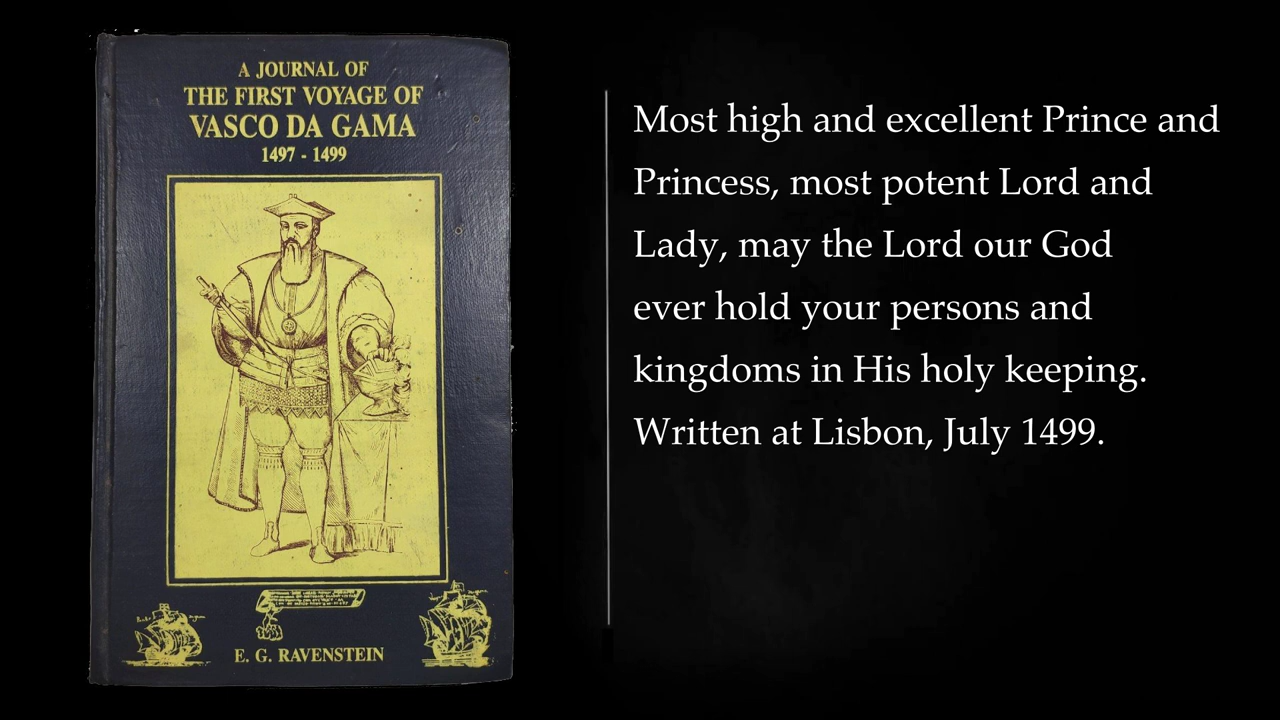 A JOURNAL OF
THE FIRST VOYAGE OF
VASCO DA GAMA
1497 - 1499
E. G. RAVENSTEIN
Most high and excellent Prince and
Princess, most potent Lord and
Lady, may the Lord our God
ever hold your persons and
kingdoms in His holy keeping.
Written at Lisbon, July 1499.